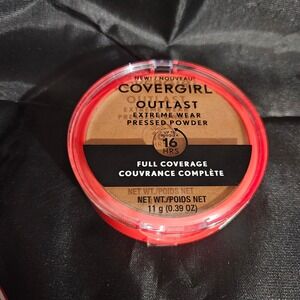 NEW! / NOUVEAU!
COVERGIRL
OUTLAST
EXTREME WEAR
PRESSED POWDER
16
HRS
FULL COVERAGE
COUVRANCE COMPLÈTE
NET WT./POIDS NET
11 g (0.39 OZ)